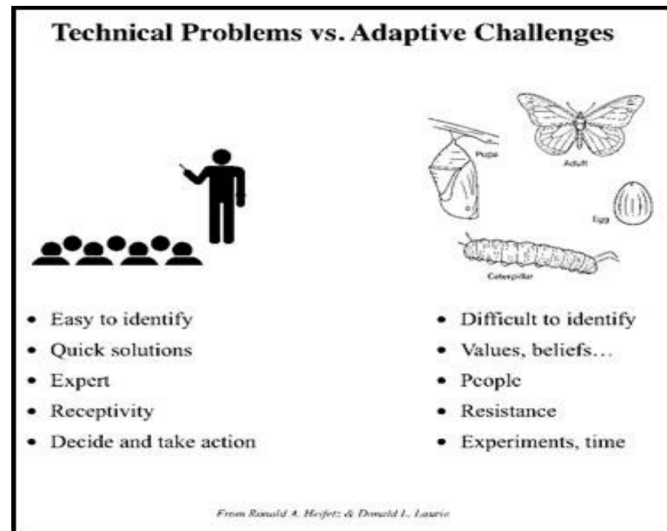 Technical Problems vs. Adaptive Challenges
Pupa
Adult
Egg
Caterpillar
• Easy to identify
• Quick solutions
• Expert
• Receptivity
• Decide and take action
• Difficult to identify
• Values, beliefs…
• People
• Resistance
• Experiments, time
From Ronald A. Heifetz & Donald L. Laurie